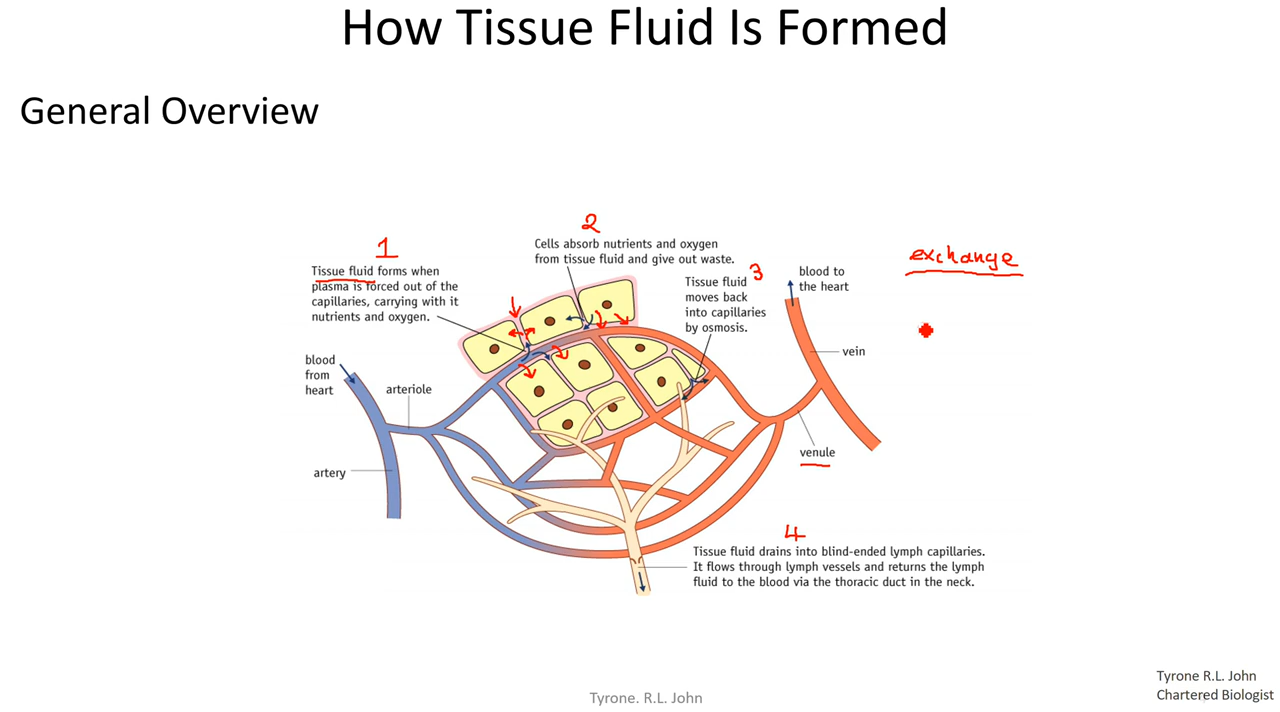 How Tissue Fluid Is Formed
General Overview
1
Tissue fluid forms when
plasma is forced out of the
capillaries, carrying with it
nutrients and oxygen.
2
Cells absorb nutrients and oxygen
from tissue fluid and give out waste.
3
Tissue fluid
moves back
into capillaries
by osmosis.
blood to
the heart
exchange
blood
from
heart
arteriole
vein
artery
venule
4
Tissue fluid drains into blind-ended lymph capillaries.
It flows through lymph vessels and returns the lymph
fluid to the blood via the thoracic duct in the neck.
Tyrone. R.L. John
Tyrone R.L. John
Chartered Biologist